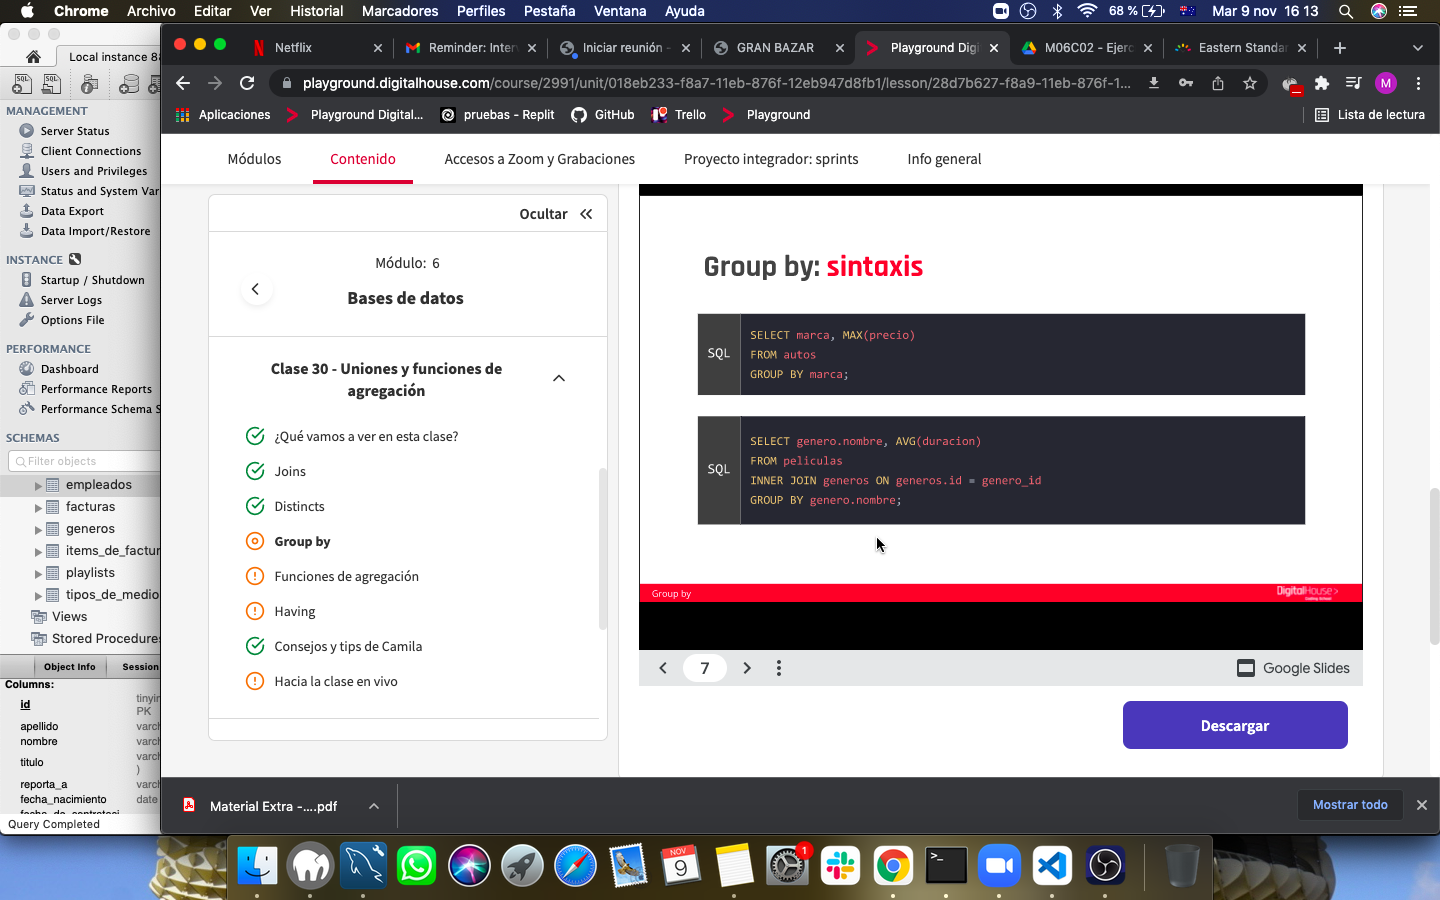 Chrome Archivo Editar Ver Historial Marcadores Perfiles Pestaña Ventana Ayuda 68 % Mar 9 nov 16 13
Netflix
Reminder: Inter
Iniciar reunión -
GRAN BAZAR
Playground Digi
M06C02 - Ejerc
Eastern Standar
playground.digitalhouse.com/course/2991/unit/018eb233-f8a7-11eb-876f-12eb947d8fb1/lesson/28d7b627-f8a9-11eb-876f-1...
M
Aplicaciones Playground Digital... pruebas - Replit GitHub Trello Playground Lista de lectura
Local instance 8
MANAGEMENT
Server Status
Client Connections
Users and Privileges
Status and System Var
Data Export
Data Import/Restore
INSTANCE
Startup / Shutdown
Server Logs
Options File
PERFORMANCE
Dashboard
Performance Reports
Performance Schema S
SCHEMAS
Filter objects
empleados
facturas
generos
items_de_factur
playlists
tipos_de_medio
Views
Stored Procedures
Object Info Session
Columns:
id tinyin
PK
apellido varch
nombre varch
titulo varch
)
reporta_a varch
fecha_nacimiento date
Query Completed
Módulos Contenido Accesos a Zoom y Grabaciones Proyecto integrador: sprints Info general
Ocultar
Módulo: 6
Bases de datos
Clase 30 - Uniones y funciones de
agregación
¿Qué vamos a ver en esta clase?
Joins
Distincts
Group by
Funciones de agregación
Having
Consejos y tips de Camila
Hacia la clase en vivo
Group by: sintaxis
SQL
SELECT marca, MAX(precio)
FROM autos
GROUP BY marca;
SQL
SELECT genero.nombre, AVG(duracion)
FROM peliculas
INNER JOIN generos ON generos.id = genero_id
GROUP BY genero.nombre;
Group by
DigitalHouse>
Coding School
7
Google Slides
Descargar
Material Extra -....pdf
Mostrar todo
NOV
9
1